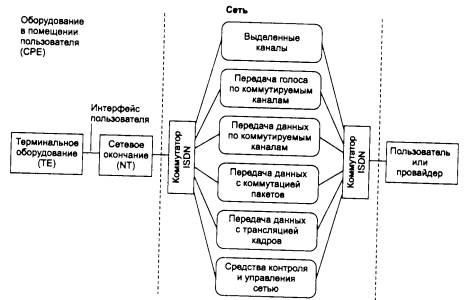 Оборудование
в помещении
пользователя
(CPE)
Сеть
Интерфейс
пользователя
Терминальное
оборудование
(TE)
Сетевое
окончание
(NT)
Коммутатор
ISDN
Выделенные
каналы
Передача голоса
по коммутируемым
каналам
Передача данных
по коммутируемым
каналам
Передача данных
с коммутацией
пакетов
Передача данных
с трансляцией
кадров
Средства контроля
и управления
сетью
Коммутатор
ISDN
Пользователь
или
провайдер